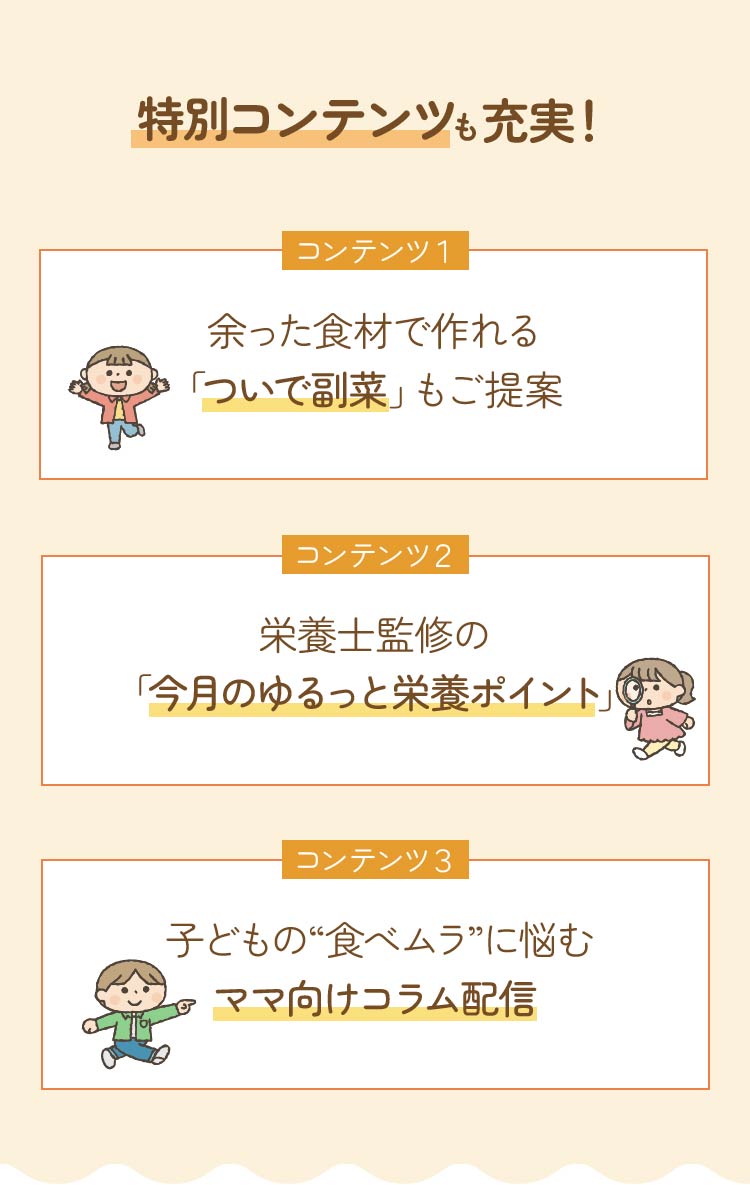 特別コンテンツも充実！
コンテンツ1
余った食材で作れる
「ついで副菜」もご提案
コンテンツ2
栄養士監修の
「今月のゆるっと栄養ポイント」
コンテンツ3
子どもの“食べムラ”に悩む
ママ向けコラム配信